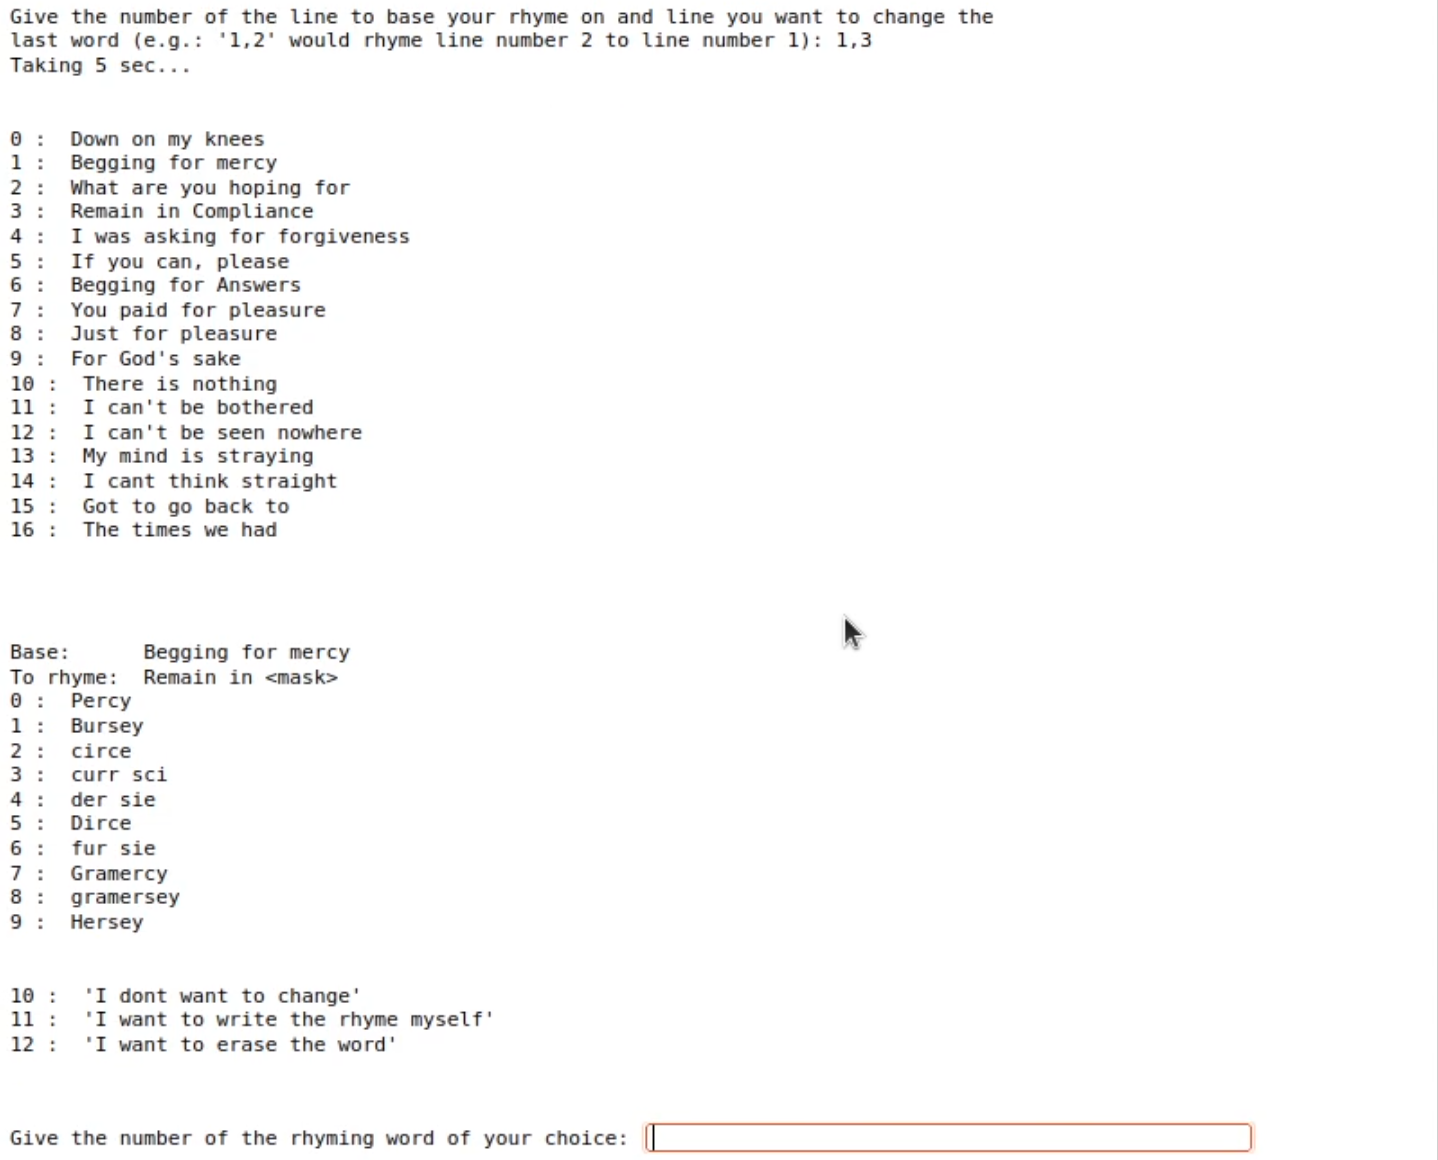 Give the number of the line to base your rhyme on and line you want to change the
last word (e.g.: '1,2' would rhyme line number 2 to line number 1): 1,3
Taking 5 sec...
0 :  Down on my knees
1 :  Begging for mercy
2 :  What are you hoping for
3 :  Remain in Compliance
4 :  I was asking for forgiveness
5 :  If you can, please
6 :  Begging for Answers
7 :  You paid for pleasure
8 :  Just for pleasure
9 :  For God's sake
10 :  There is nothing
11 :  I can't be bothered
12 :  I can't be seen nowhere
13 :  My mind is straying
14 :  I cant think straight
15 :  Got to go back to
16 :  The times we had
Base:      Begging for mercy
To rhyme:  Remain in <mask>
0 :  Percy
1 :  Bursey
2 :  circe
3 :  curr sci
4 :  der sie
5 :  Dirce
6 :  fur sie
7 :  Gramercy
8 :  gramersey
9 :  Hersey
10 :  'I dont want to change'
11 :  'I want to write the rhyme myself'
12 :  'I want to erase the word'
Give the number of the rhyming word of your choice: